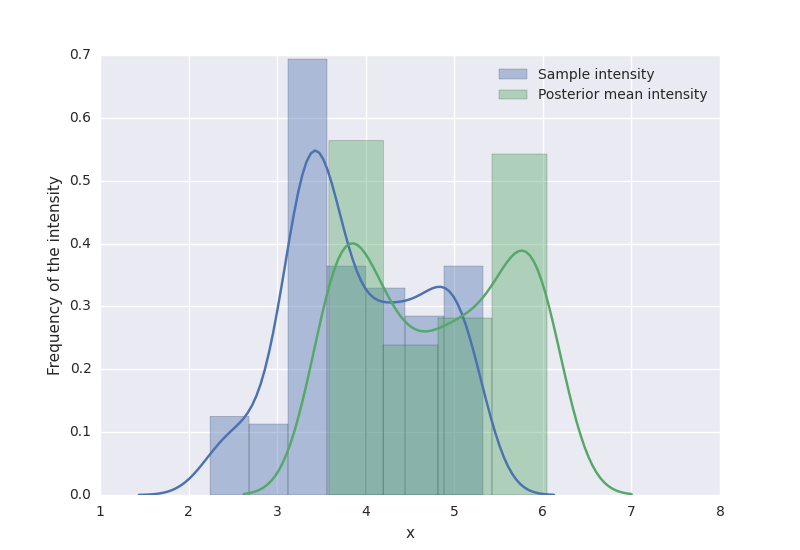 0.7
0.6
0.5
0.4
0.3
0.2
0.1
0.0
Frequency of the intensity
Sample intensity
Posterior mean intensity
1 2 3 4 5 6 7 8
x